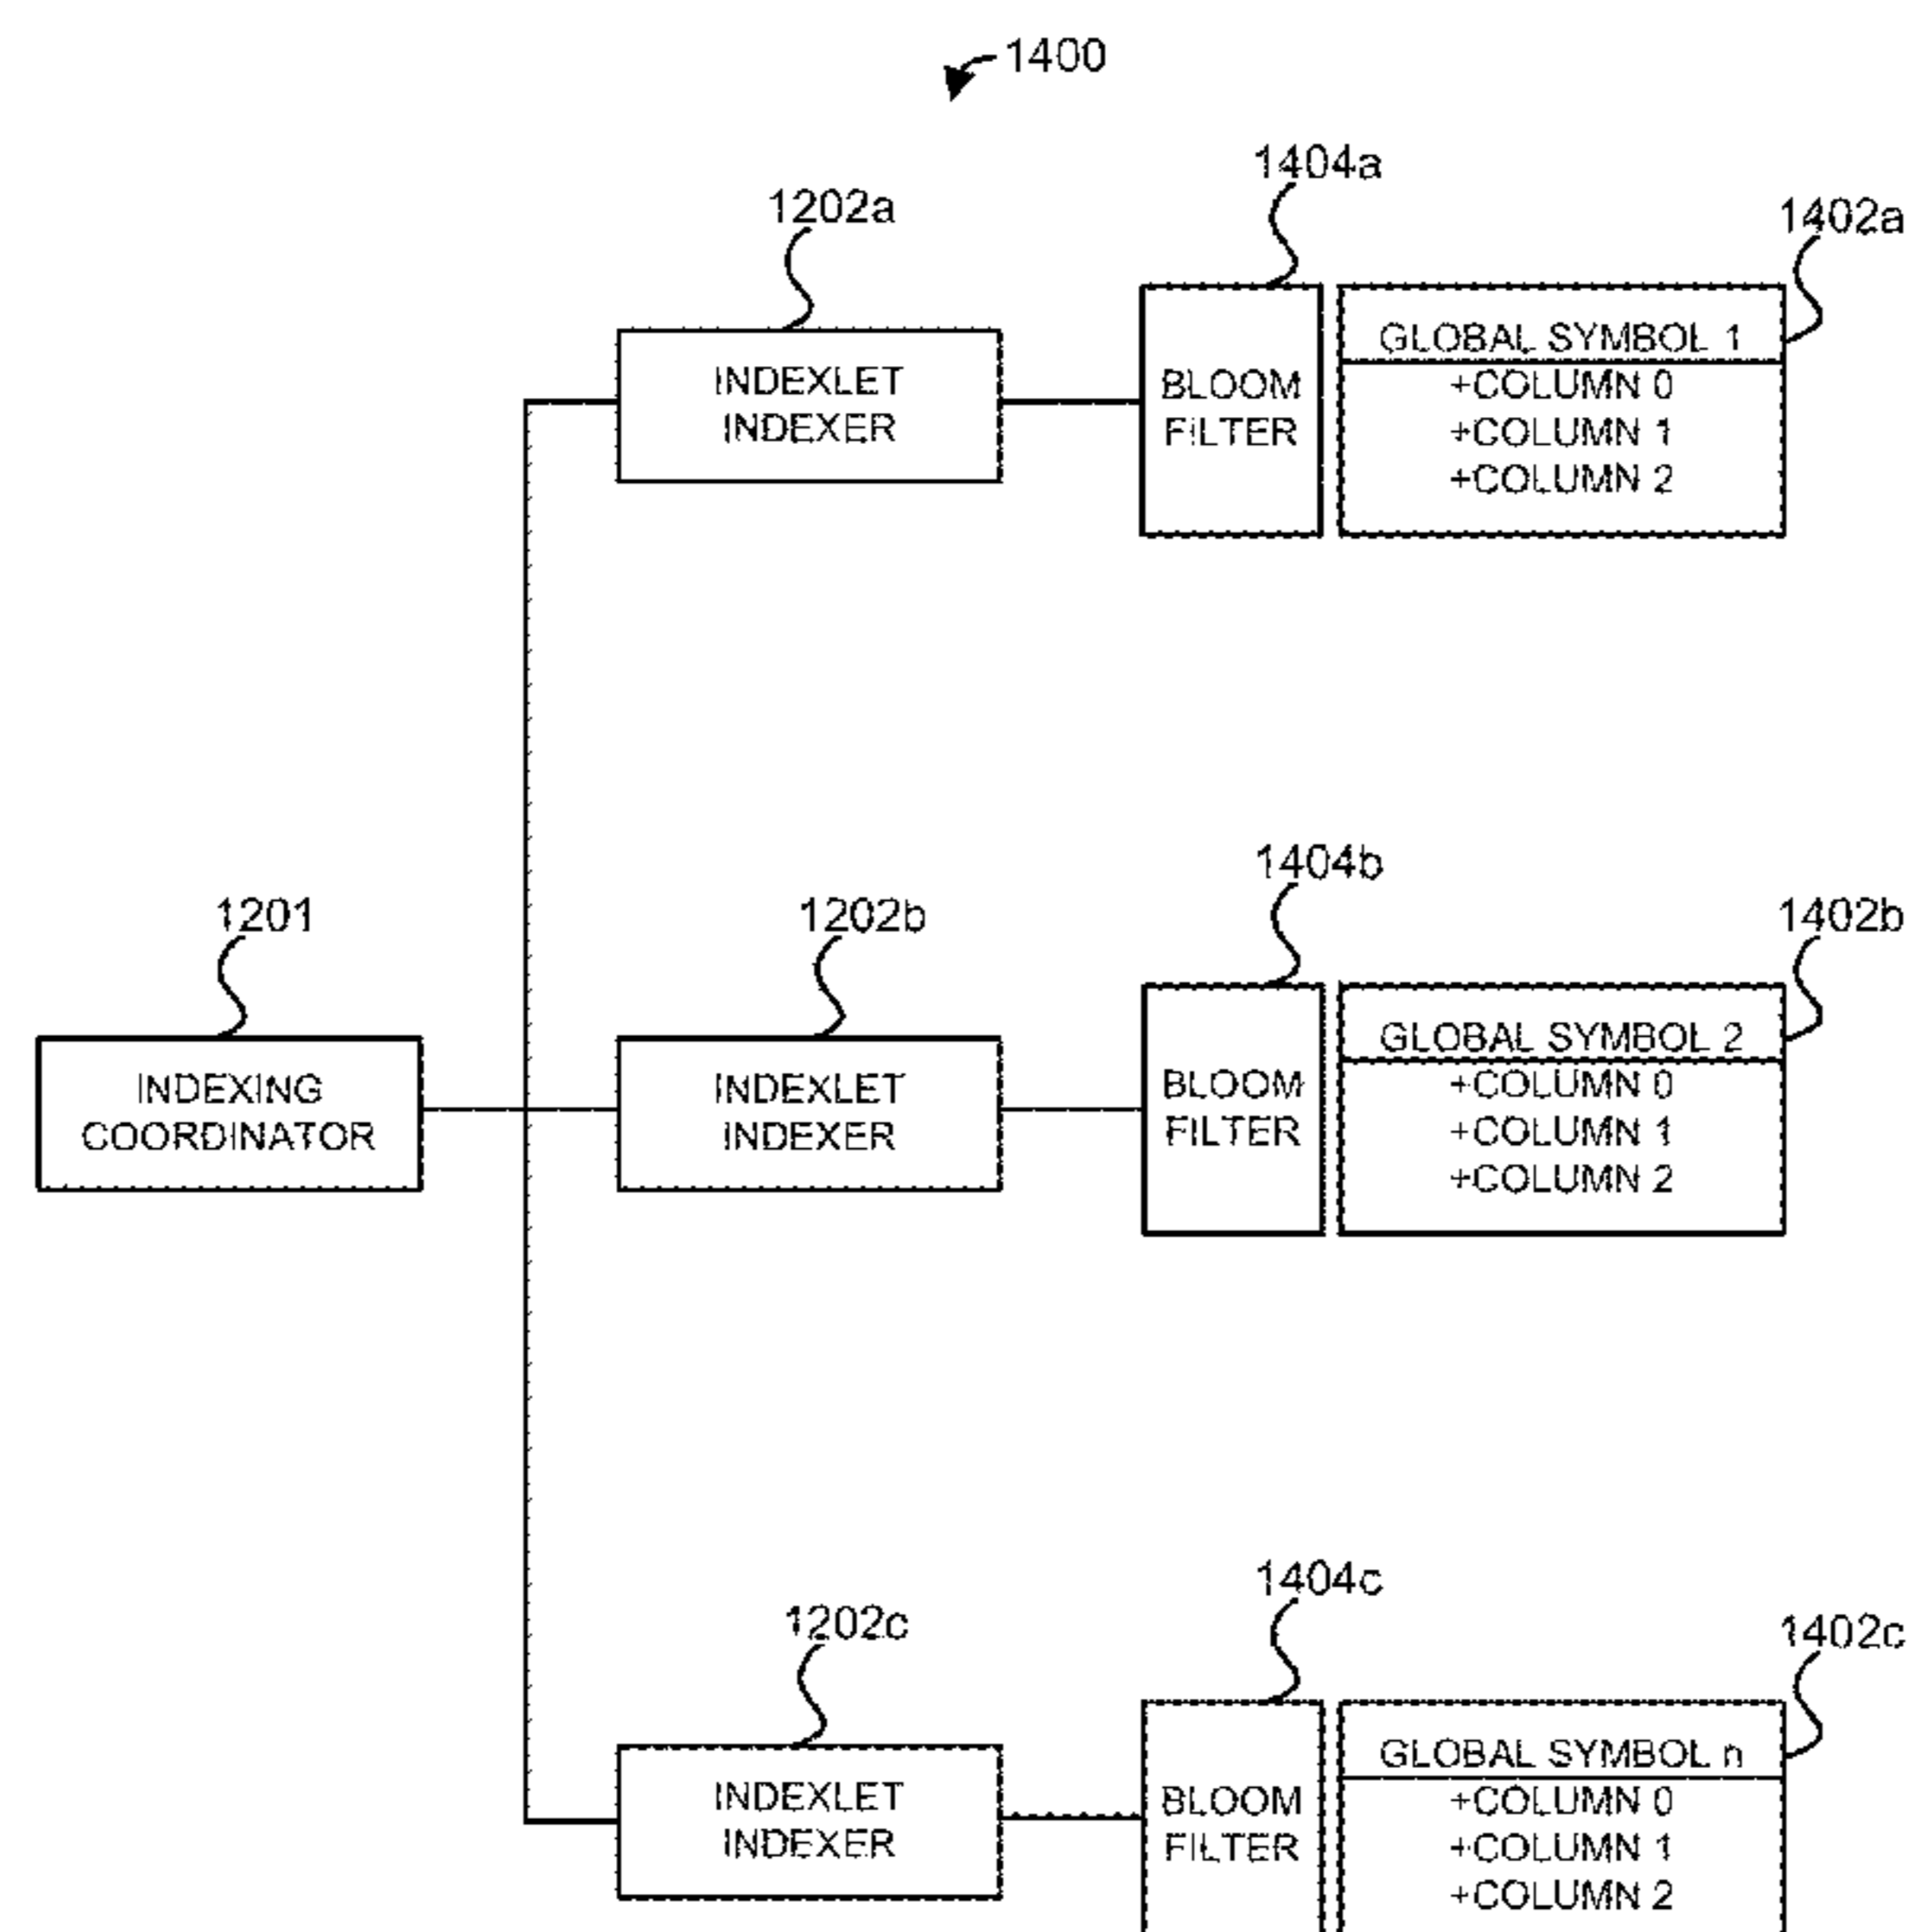 1400
1404a
1202a
1402a
GLOBAL SYMBOL 1
INDEXLET
INDEXER
BLOOM
FILTER
+COLUMN 0
+COLUMN 1
+COLUMN 2
1404b
1201
1202b
1402b
GLOBAL SYMBOL 2
INDEXING
COORDINATOR
INDEXLET
INDEXER
BLOOM
FILTER
+COLUMN 0
+COLUMN 1
+COLUMN 2
1404c
1202c
1402c
GLOBAL SYMBOL n
INDEXLET
INDEXER
BLOOM
FILTER
+COLUMN 0
+COLUMN 1
+COLUMN 2